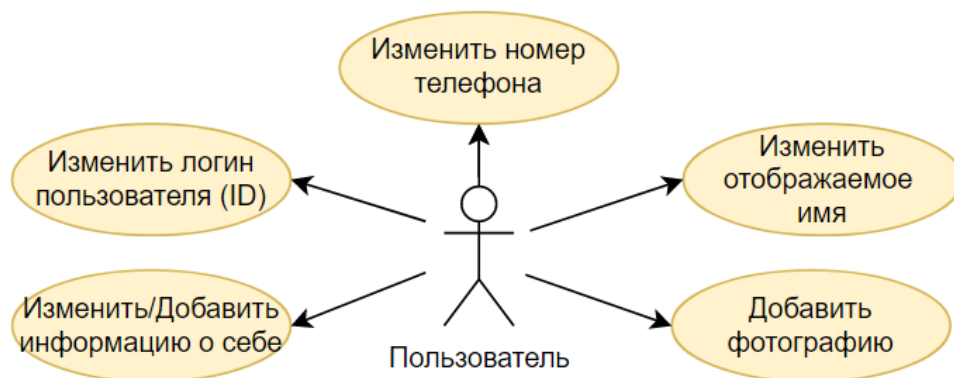 Изменить номер
телефона
Изменить логин
пользователя (ID)
Изменить
отображаемое
имя
Изменить/Добавить
информацию о себе
Добавить
фотографию
Пользователь